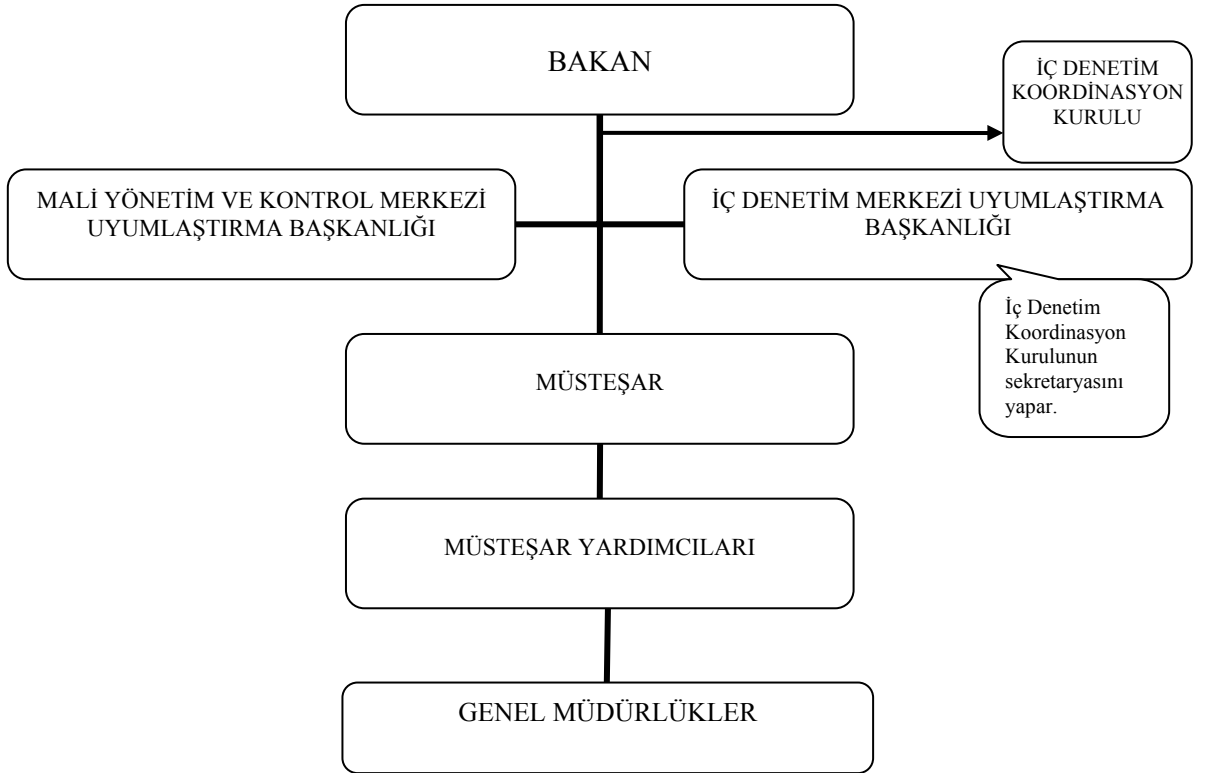 BAKAN
İÇ DENETİM
KOORDİNASYON
KURULU
MALİ YÖNETİM VE KONTROL MERKEZİ
UYUMLAŞTIRMA BAŞKANLIĞI
İÇ DENETİM MERKEZİ UYUMLAŞTIRMA
BAŞKANLIĞI
İç Denetim
Koordinasyon
Kurulunun
sekretaryasını
yapar.
MÜSTEŞAR
MÜSTEŞAR YARDIMCILARI
GENEL MÜDÜRLÜKLER